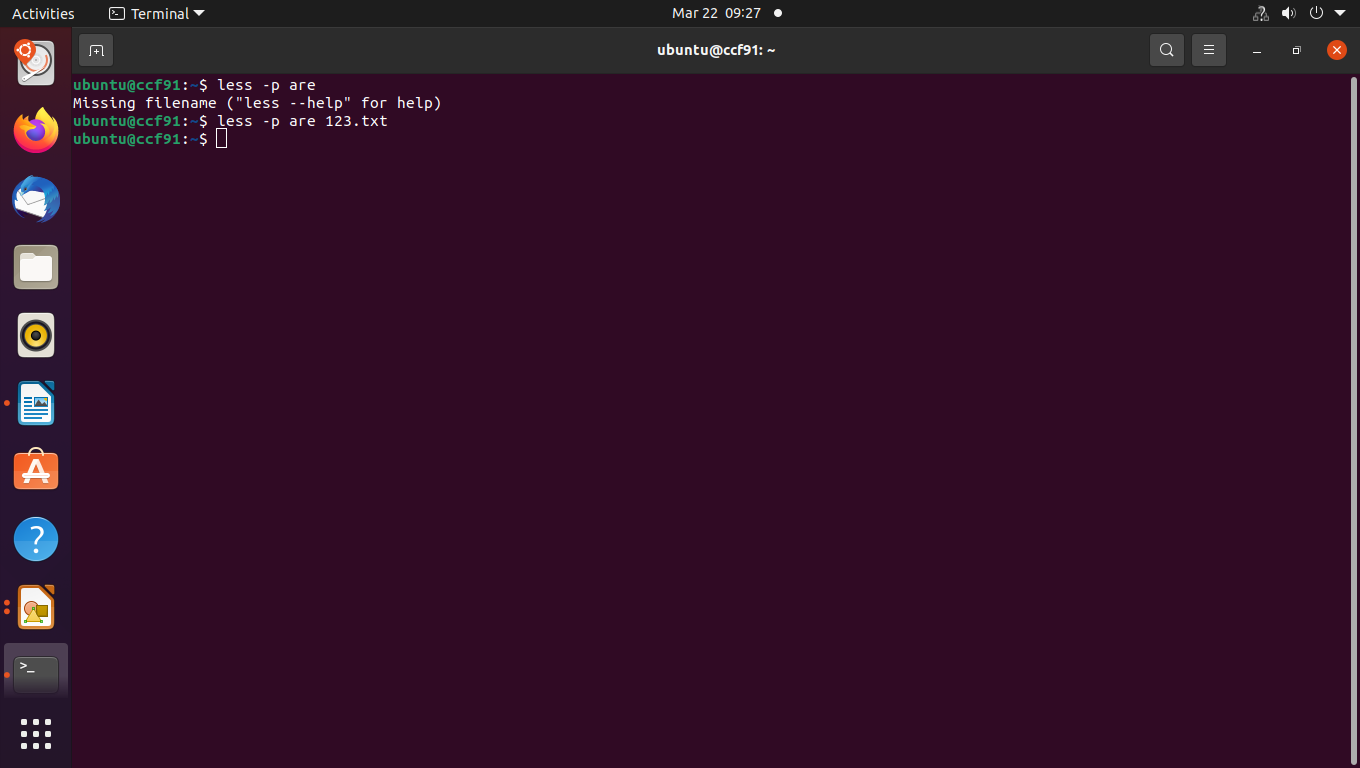 Activities
Terminal
Mar 22 09:27
ubuntu@ccf91: ~
ubuntu@ccf91:~$ less -p are
Missing filename ("less --help" for help)
ubuntu@ccf91:~$ less -p are 123.txt
ubuntu@ccf91:~$